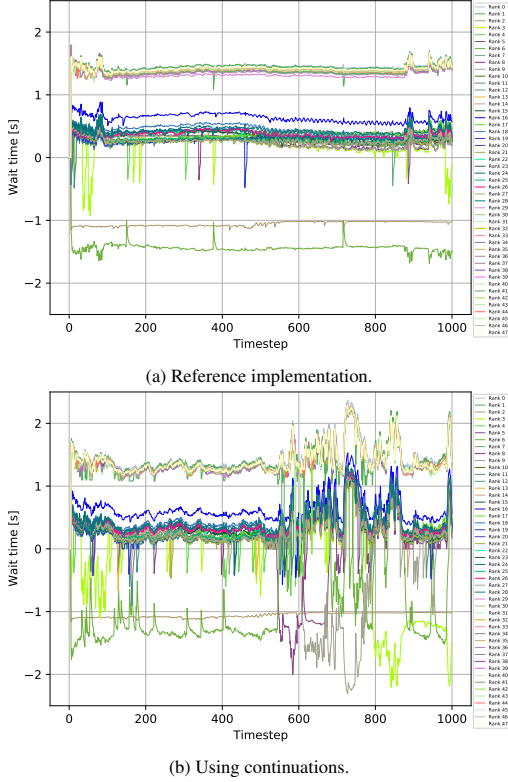 2
1
0
−1
−2
Wait time [s]
0
200
400
600
800
1000
Timestep
Rank 0
Rank 1
Rank 2
Rank 3
Rank 4
Rank 5
Rank 6
Rank 7
Rank 8
Rank 9
Rank 10
Rank 11
Rank 12
Rank 13
Rank 14
Rank 15
Rank 16
Rank 17
Rank 18
Rank 19
Rank 20
Rank 21
Rank 22
Rank 23
Rank 24
Rank 25
Rank 26
Rank 27
Rank 28
Rank 29
Rank 30
Rank 31
Rank 32
Rank 33
Rank 34
Rank 35
Rank 36
Rank 37
Rank 38
Rank 39
Rank 40
Rank 41
Rank 42
Rank 43
Rank 44
Rank 45
Rank 46
Rank 47
(a) Reference implementation.
2
1
0
−1
−2
Wait time [s]
0
200
400
600
800
1000
Timestep
Rank 0
Rank 1
Rank 2
Rank 3
Rank 4
Rank 5
Rank 6
Rank 7
Rank 8
Rank 9
Rank 10
Rank 11
Rank 12
Rank 13
Rank 14
Rank 15
Rank 16
Rank 17
Rank 18
Rank 19
Rank 20
Rank 21
Rank 22
Rank 23
Rank 24
Rank 25
Rank 26
Rank 27
Rank 28
Rank 29
Rank 30
Rank 31
Rank 32
Rank 33
Rank 34
Rank 35
Rank 36
Rank 37
Rank 38
Rank 39
Rank 40
Rank 41
Rank 42
Rank 43
Rank 44
Rank 45
Rank 46
Rank 47
(b) Using continuations.